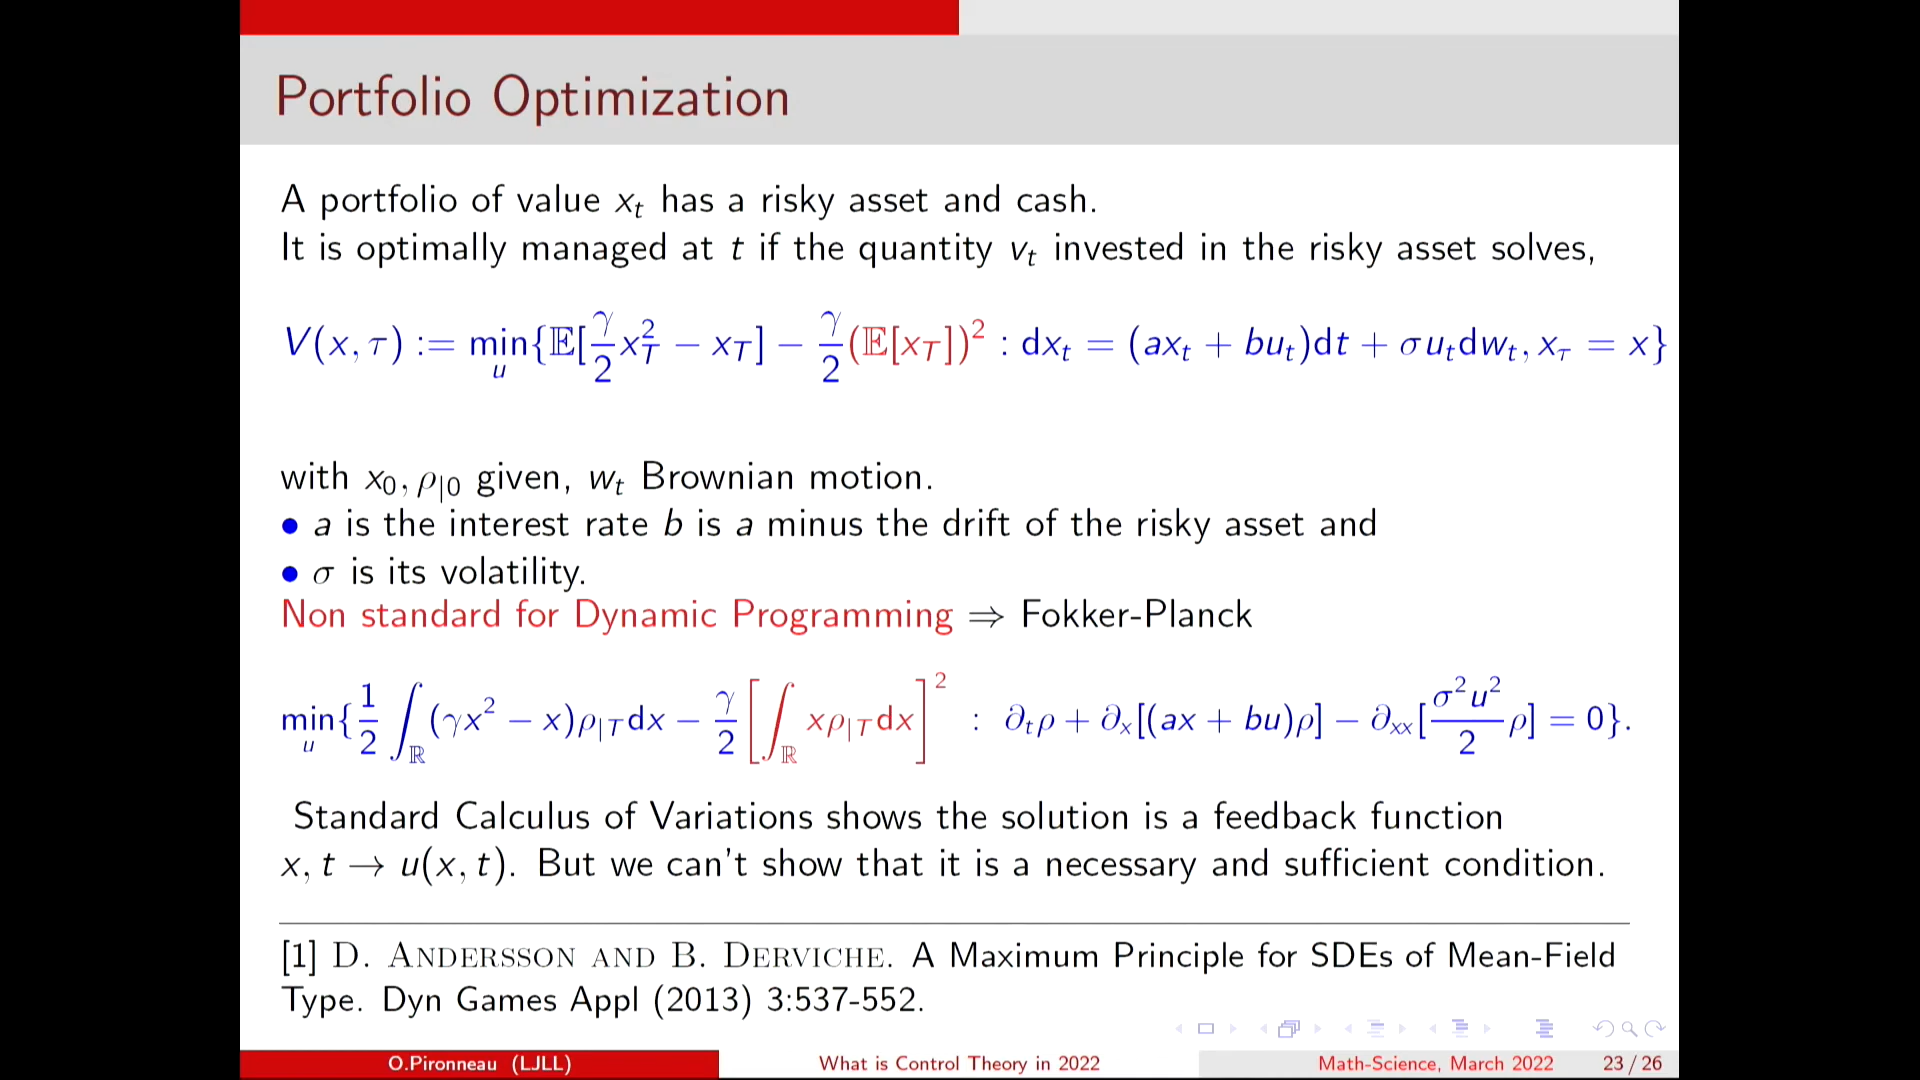 Portfolio Optimization
A portfolio of value x_t has a risky asset and cash.
It is optimally managed at t if the quantity v_t invested in the risky asset solves,
V(x, τ) := min_u{𝔼[γ/2 x_T^2 − x_T] − γ/2 (𝔼[x_T])^2 : dx_t = (ax_t + bu_t)dt + σu_tdw_t, x_τ = x}
with x_0, ρ_|0 given, w_t Brownian motion.
• a is the interest rate b is a minus the drift of the risky asset and
• σ is its volatility.
Non standard for Dynamic Programming ⇒ Fokker-Planck
min_u{1/2 ∫_ℝ (γx^2 − x)ρ_|T dx − γ/2 [∫_ℝ xρ_|T dx]^2 : ∂_tρ + ∂_x[(ax + bu)ρ] − ∂_xx[σ^2u^2/2 ρ] = 0}.
Standard Calculus of Variations shows the solution is a feedback function
x, t → u(x, t). But we can't show that it is a necessary and sufficient condition.
[1] D. Andersson and B. Derviche. A Maximum Principle for SDEs of Mean-Field
Type. Dyn Games Appl (2013) 3:537-552.
O.Pironneau (LJLL) What is Control Theory in 2022 Math-Science, March 2022 23 / 26